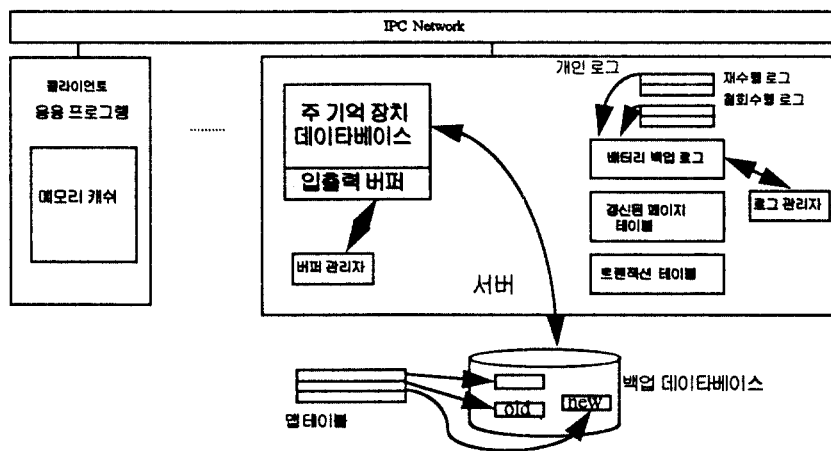 IPC Network
클라이언트
응용 프로그램
메모리 캐쉬
주 기억 장치
데이타베이스
입출력 버퍼
버퍼 관리자
서버
개인 로그
재수행 로그
철회수행 로그
배터리 백업 로그
로그 관리자
갱신된 페이지
테이블
트랜잭션 테이블
맵 테이블
old
new
백업 데이타베이스